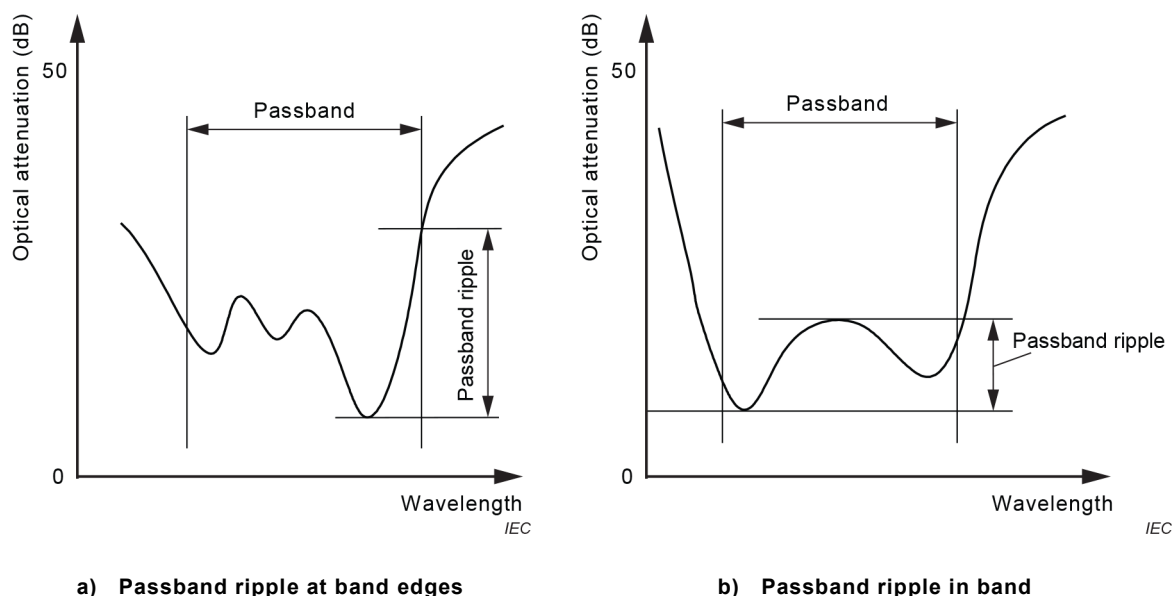 Optical attenuation (dB)
50
Passband
Passband ripple
0
Wavelength
IEC
a) Passband ripple at band edges
Optical attenuation (dB)
50
Passband
Passband ripple
0
Wavelength
IEC
b) Passband ripple in band